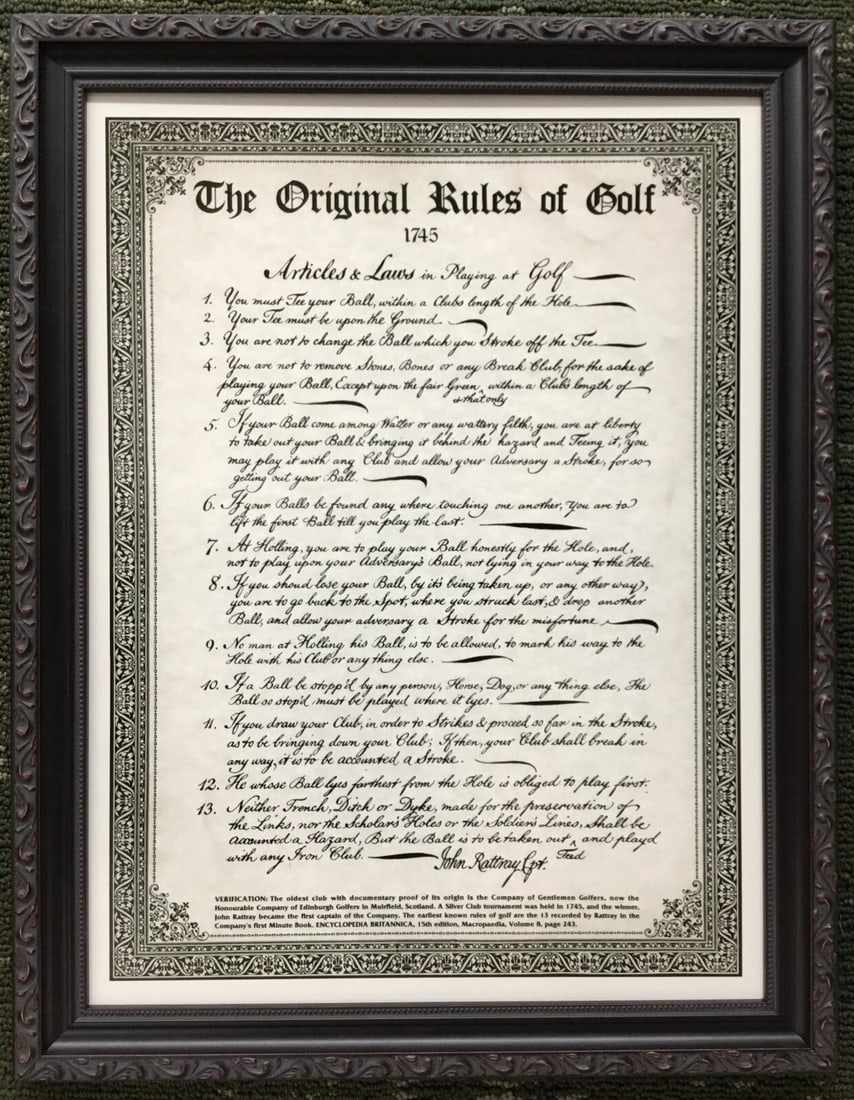 The Original Rules of Golf
1745
Articles & Laws in Playing at Golf
1. You must Tee your Ball, within a Clubs length of the Hole
2. Your Tee must be upon the Ground
3. You are not to change the Ball which you Stroke off the Tee
4. You are not to remove Stones, Bones or any Break Club, for the sake of
playing your Ball, Except upon the fair Green ^ within a Club's length of
your Ball. & that only
5. If your Ball come among Watter or any wattery filth, you are at liberty
to take out your Ball & bringing it behind the hazard and Teeing it, you
may play it with any Club and allow your Adversary a Stroke, for so
getting out your Ball.
6. If your Balls be found any where touching one another, You are to
lift the first Ball till you play the last.
7. At Holling, you are to play your Ball honestly for the Hole, and,
not to play upon your Adversary's Ball, not lying in your way to the Hole.
8. If you should lose your Ball, by it's being taken up, or any other way,
you are to go back to the Spot, where you struck last, & drop another
Ball, and allow your adversary a Stroke for the misfortune
9. No man at Holling his Ball, is to be allowed, to mark his way to the
Hole with his Club or any thing else.
10. If a Ball be stopp'd by any person, Horse, Dog, or any thing else, The
Ball so stop'd must be played where it lyes.
11. If you draw your Club, in order to Strike & proceed so far in the Stroke,
as to be bringing down your Club; If then, your Club shall break in
any way, it is to be accounted a Stroke.
12. He whose Ball lyes farthest from the Hole is obliged to play first.
13. Neither Trench, Ditch or Dyke, made for the preservation of
the Links, nor the Scholar's Holes or the Soldier's Lines, Shall be
accounted a Hazard, But the Ball is to be taken out ^ and play'd
with any Iron Club. John Rattray Cpt. Teed
VERIFICATION: The oldest club with documentary proof of its origin is the Company of Gentlemen Golfers, now the
Honourable Company of Edinburgh Golfers in Muirfield, Scotland. A Silver Club tournament was held in 1745, and the winner,
John Rattray became the first captain of the Company. The earliest known rules of golf are the 13 recorded by Rattray in the
Company's first Minute Book. ENCYCLOPEDIA BRITANNICA, 15th edition, Macropaedia, Volume 8, page 243.